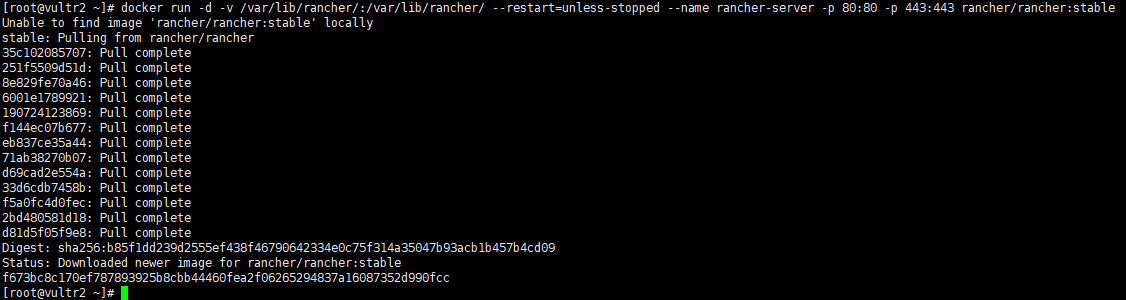 [root@vultr2 ~]# docker run -d -v /var/lib/rancher/:/var/lib/rancher/ --restart=unless-stopped --name rancher-server -p 80:80 -p 443:443 rancher/rancher:stable
Unable to find image 'rancher/rancher:stable' locally
stable: Pulling from rancher/rancher
35c102085707: Pull complete
251f5509d51d: Pull complete
8e829fe70a46: Pull complete
6001e1789921: Pull complete
190724123869: Pull complete
f144ec07b677: Pull complete
eb837ce35a44: Pull complete
71ab38270b07: Pull complete
d69cad2e554a: Pull complete
33d6cdb7458b: Pull complete
f5a0fc4d0fec: Pull complete
2bd480581d18: Pull complete
d81d5f05f9e8: Pull complete
Digest: sha256:b85f1dd239d2555ef438f46790642334e0c75f314a35047b93acb1b457b4cd09
Status: Downloaded newer image for rancher/rancher:stable
f673bc8c170ef787893925b8cbb44460fea2f06265294837a16087352d990fcc
[root@vultr2 ~]#